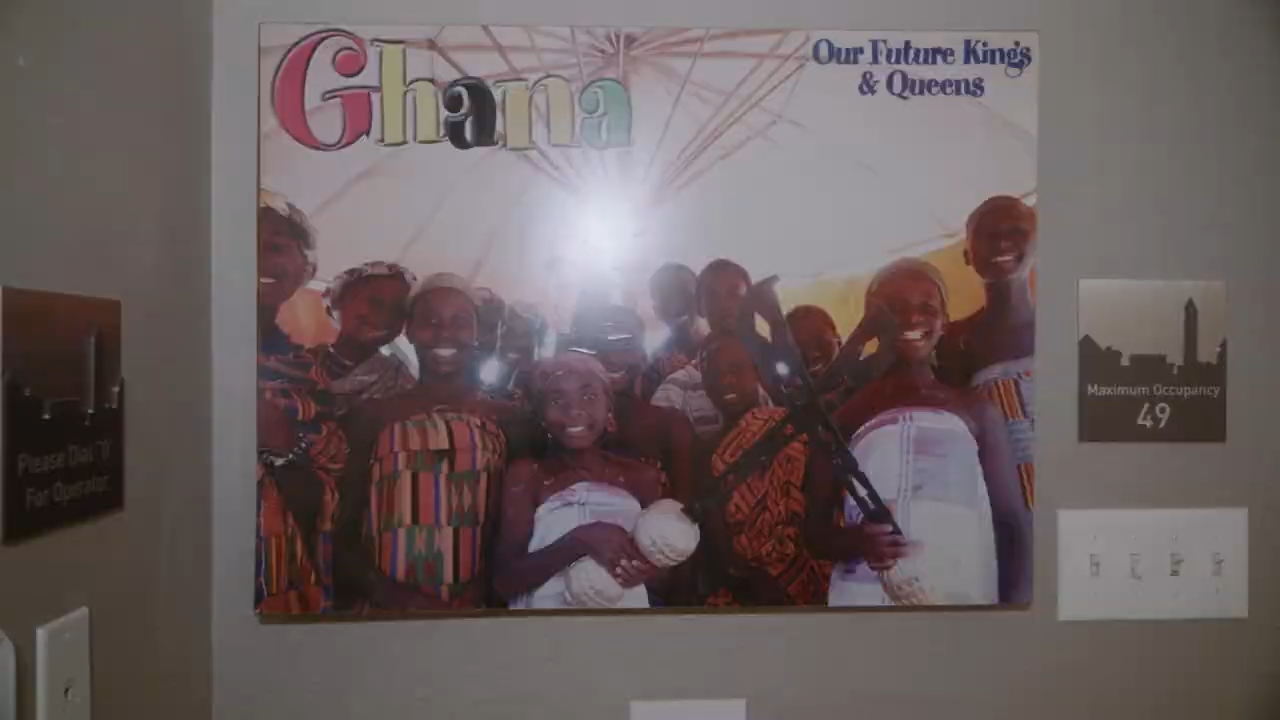 Ghana
Our Future Kings
& Queens
Maximum Occupancy
49
Please Dial "0"
For Operator